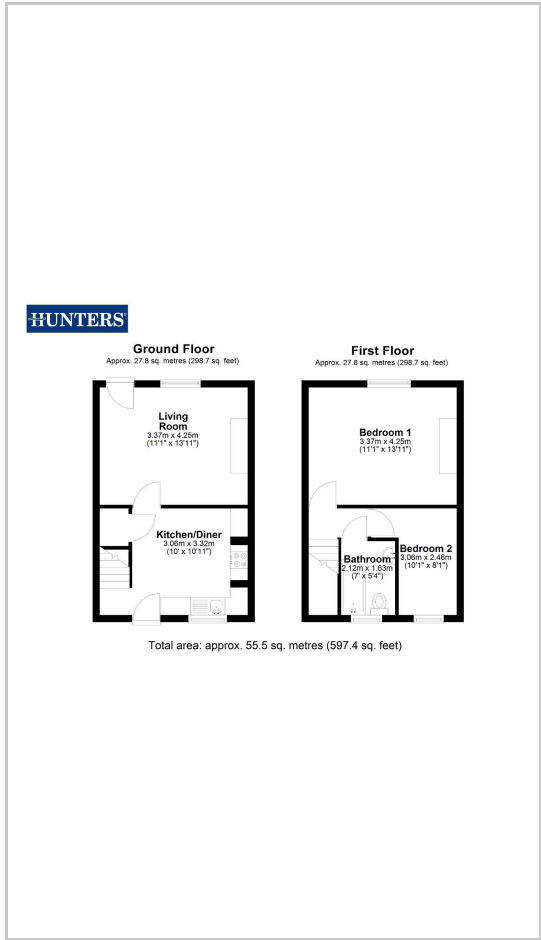 HUNTERS®
Ground Floor
Approx. 27.8 sq. metres (298.7 sq. feet)
Living
Room
3.37m x 4.25m
(11'1" x 13'11")
Kitchen/Diner
3.06m x 3.32m
(10' x 10'11")
First Floor
Approx. 27.8 sq. metres (298.7 sq. feet)
Bedroom 1
3.37m x 4.25m
(11'1" x 13'11")
Bathroom
2.12m x 1.63m
(7' x 5'4")
Bedroom 2
3.06m x 2.46m
(10'1" x 8'1")
Total area: approx. 55.5 sq. metres (597.4 sq. feet)